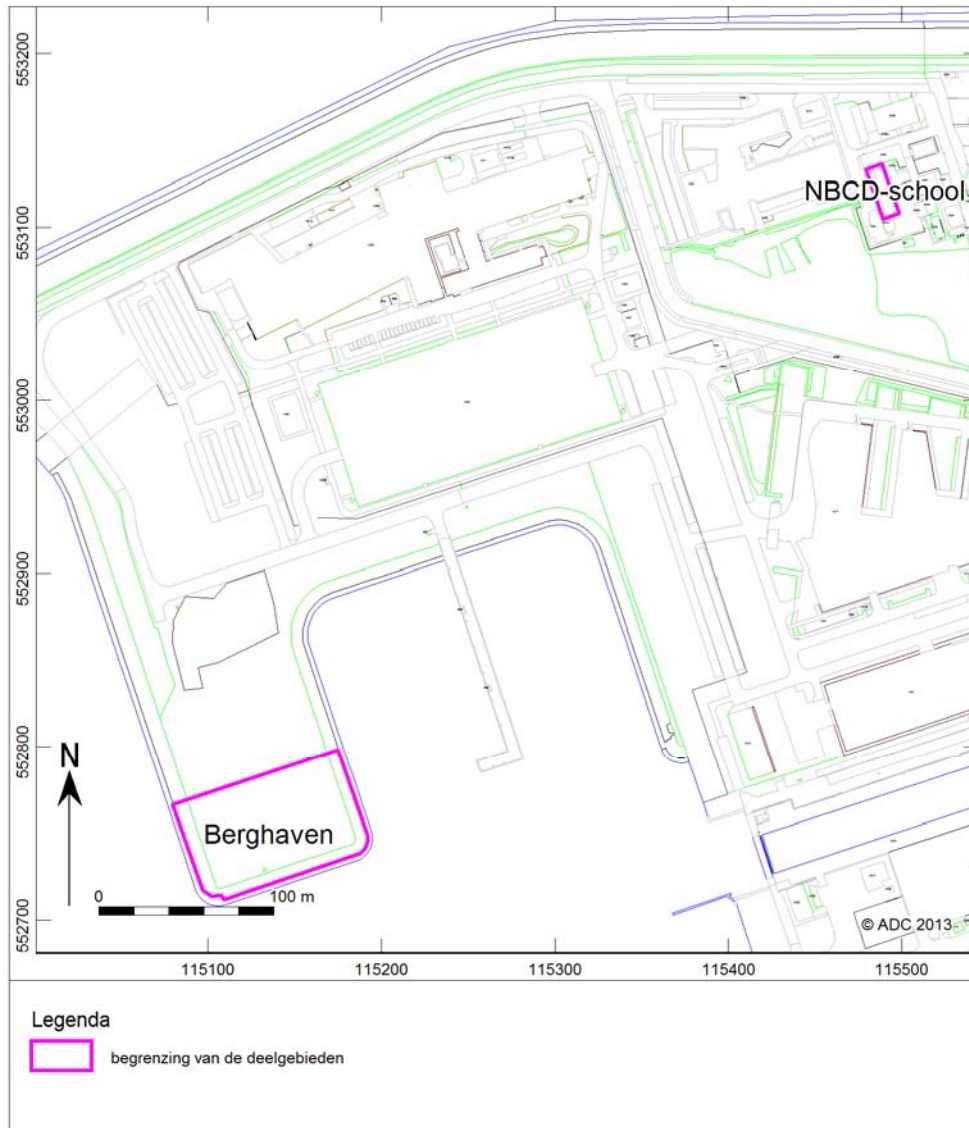 553200
553100
553000
552900
552800
552700
NBCD-school
N
Berghaven
0 100 m
© ADC 2013
115100 115200 115300 115400 115500
Legenda
begrenzing van de deelgebieden